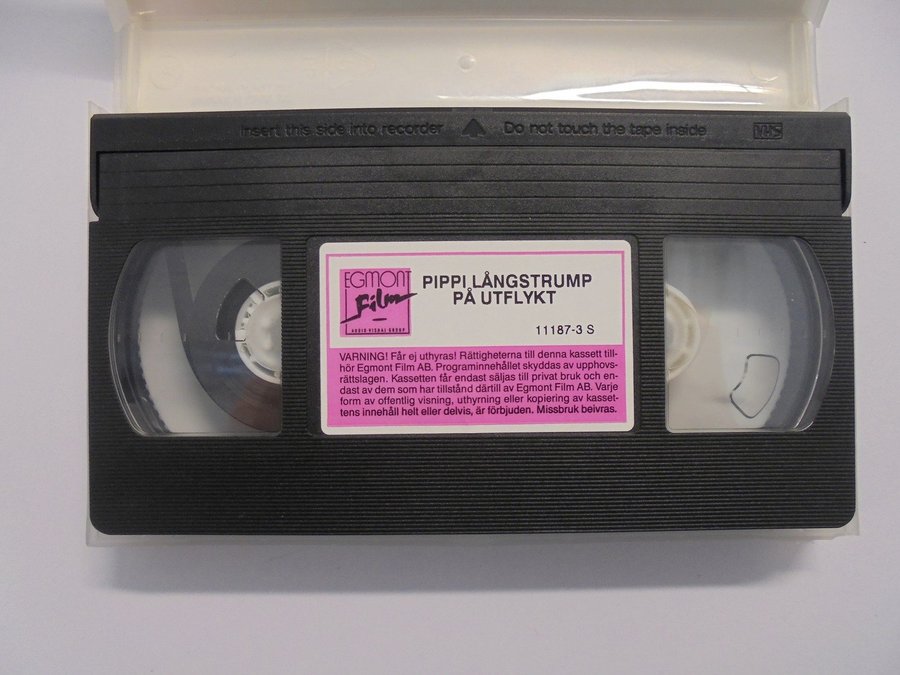 Insert this side into recorder Do not touch the tape inside VHS
EGMONT
Film
AUDIO VISUAL GROUP
PIPPI LÅNGSTRUMP
PÅ UTFLYKT
11187-3 S
VARNING! Får ej uthyras! Rättigheterna till denna kassett till-
hör Egmont Film AB. Programinnehållet skyddas av upphovs-
rättslagen. Kassetten får endast säljas till privat bruk och en-
dast av dem som har tillstånd därtill av Egmont Film AB. Varje
form av offentlig visning, uthyrning eller kopiering av kasset-
tens innehåll helt eller delvis, är förbjuden. Missbruk beivras.